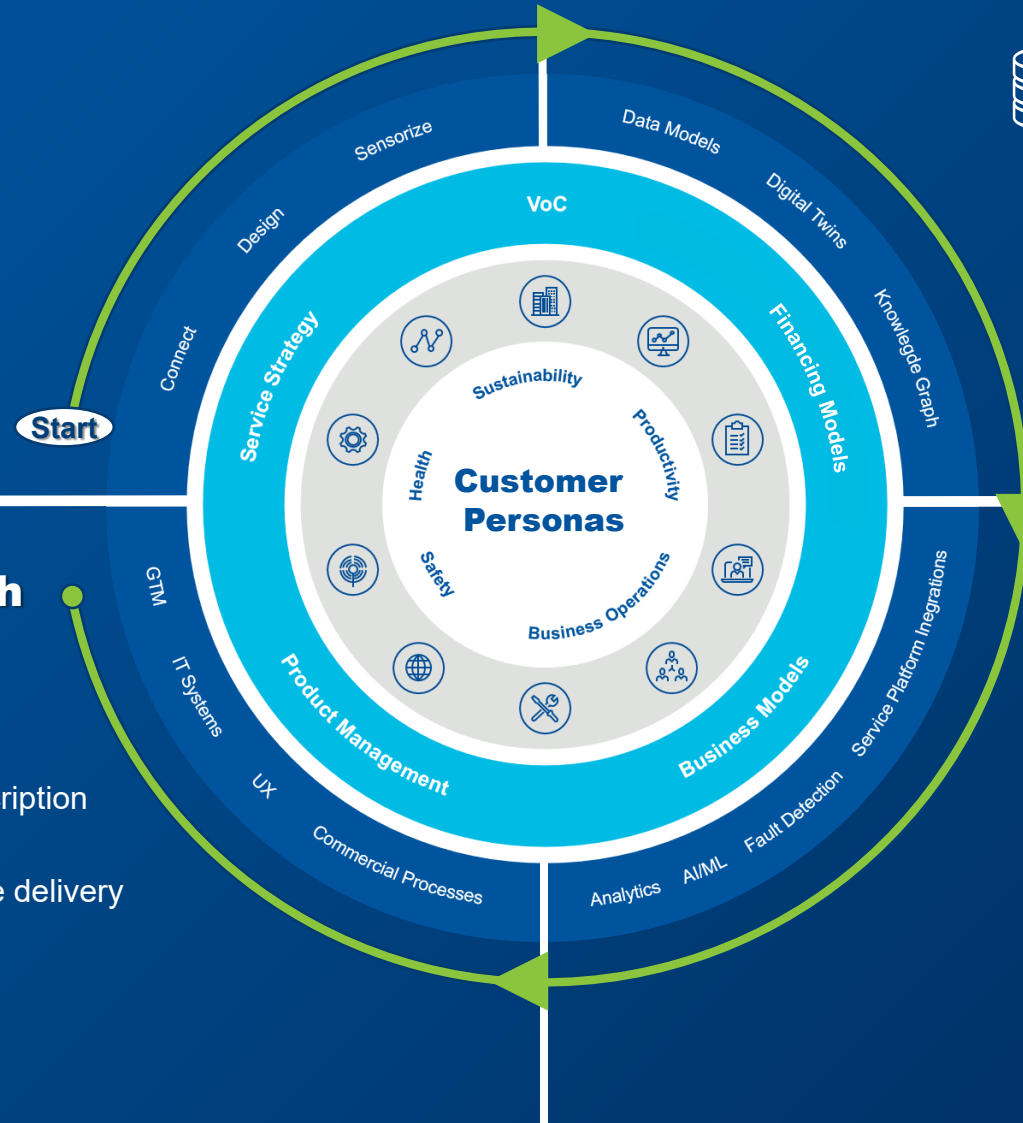 Sensorize
Design
Connect
Start
Data Models
Digital Twins
Knowlegde Graph
VoC
Service Strategy
Financing Models
Product Management
Business Models
Sustainability
Productivity
Health
Customer
Personas
Safety
Business Operations
h
GTM
IT Systems
UX
Commercial Processes
Service Platform Inegrations
Fault Detection
AI/ML
Analytics
ription
e delivery